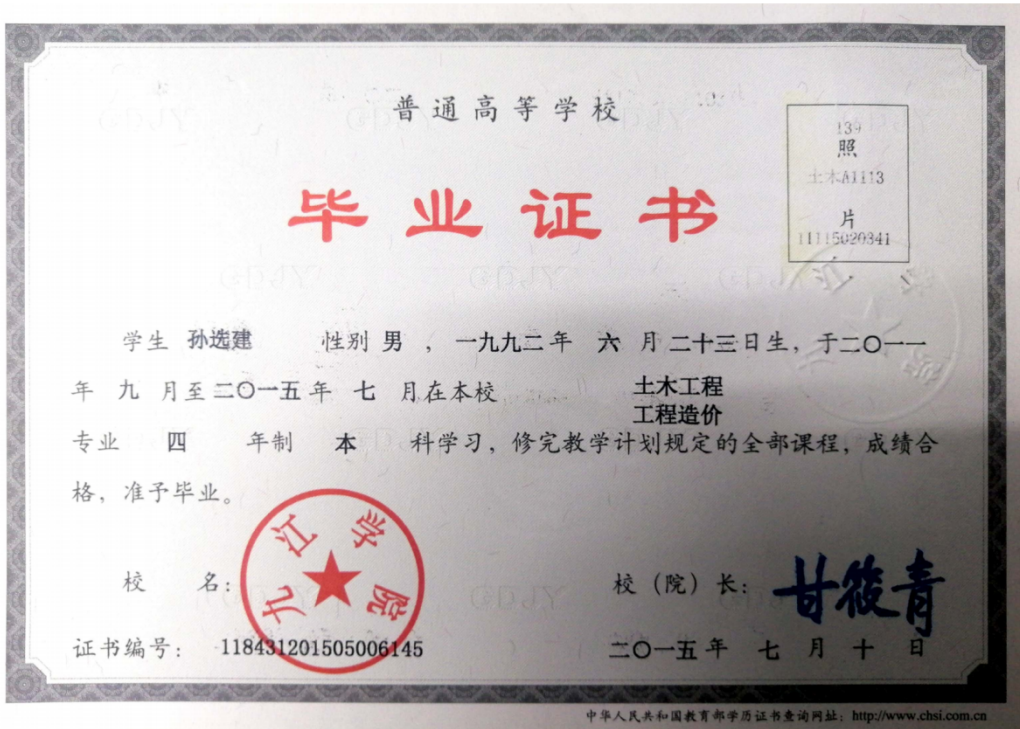 普通高等学校
毕业证书
139
照
土木A1113
片
11115020341
学生 孙选建 性别 男 ，一九九二年 六 月 二十三日生，于二〇一一
年 九 月至二〇一五年 七 月在本校 土木工程
工程造价
专业 四 年制 本 科学习，修完教学计划规定的全部课程，成绩合
格，准予毕业。
九江学院
校 名： 校（院）长： 甘筱青
证书编号： 118431201505006145 二〇一五年 七 月 十 日
中华人民共和国教育部学历证书查询网址：http://www.chsi.com.cn